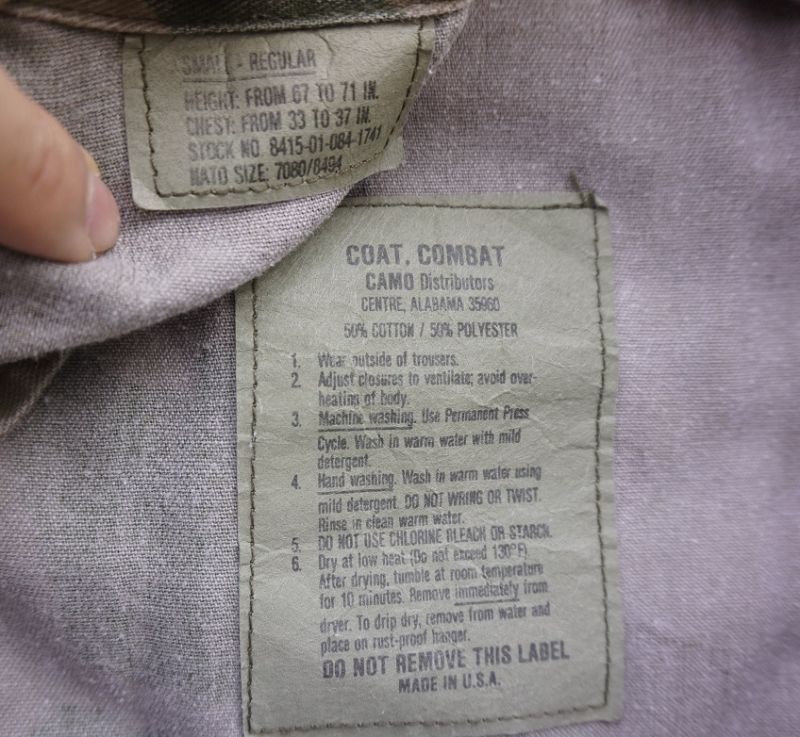 SMALL - REGULAR
HEIGHT: FROM 67 TO 71 IN.
CHEST: FROM 33 TO 37 IN.
STOCK NO. 8415-01-084-1741
NATO SIZE: 7080/8494
COAT, COMBAT
CAMO Distributors
CENTRE, ALABAMA 35960
50% COTTON / 50% POLYESTER
1. Wear outside of trousers.
2. Adjust closures to ventilate; avoid over-
heating of body.
3. Machine washing. Use Permanent Press
Cycle. Wash in warm water with mild
detergent.
4. Hand washing. Wash in warm water using
mild detergent. DO NOT WRING OR TWIST.
Rinse in clean warm water.
5. DO NOT USE CHLORINE BLEACH OR STARCH.
6. Dry at low heat (Do not exceed 130°F).
After drying, tumble at room temperature
for 10 minutes. Remove immediately from
dryer. To drip dry, remove from water and
place on rust-proof hanger.
DO NOT REMOVE THIS LABEL
MADE IN U.S.A.